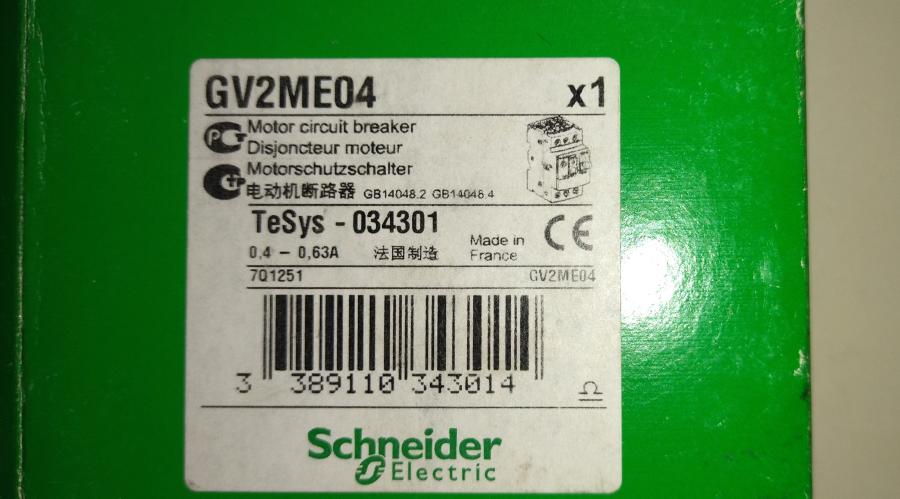 GV2ME04 x1
Motor circuit breaker
Disjoncteur moteur
Motorschutzschalter
电动机断路器 GB14048.2 GB14048.4
TeSys - 034301
0,4 – 0,63A 法国制造 Made in France CE
7Q1251 GV2ME04
3 389110 343014
Schneider
Electric